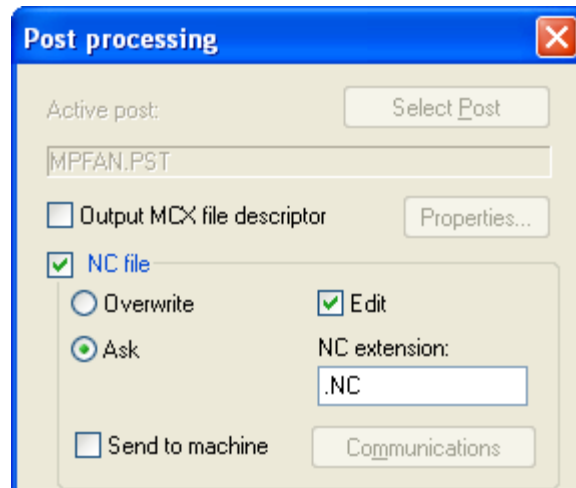 Post processing
Active post:
Select Post
MPFAN.PST
Output MCX file descriptor
Properties...
NC file
Overwrite
Edit
Ask
NC extension:
.NC
Send to machine
Communications